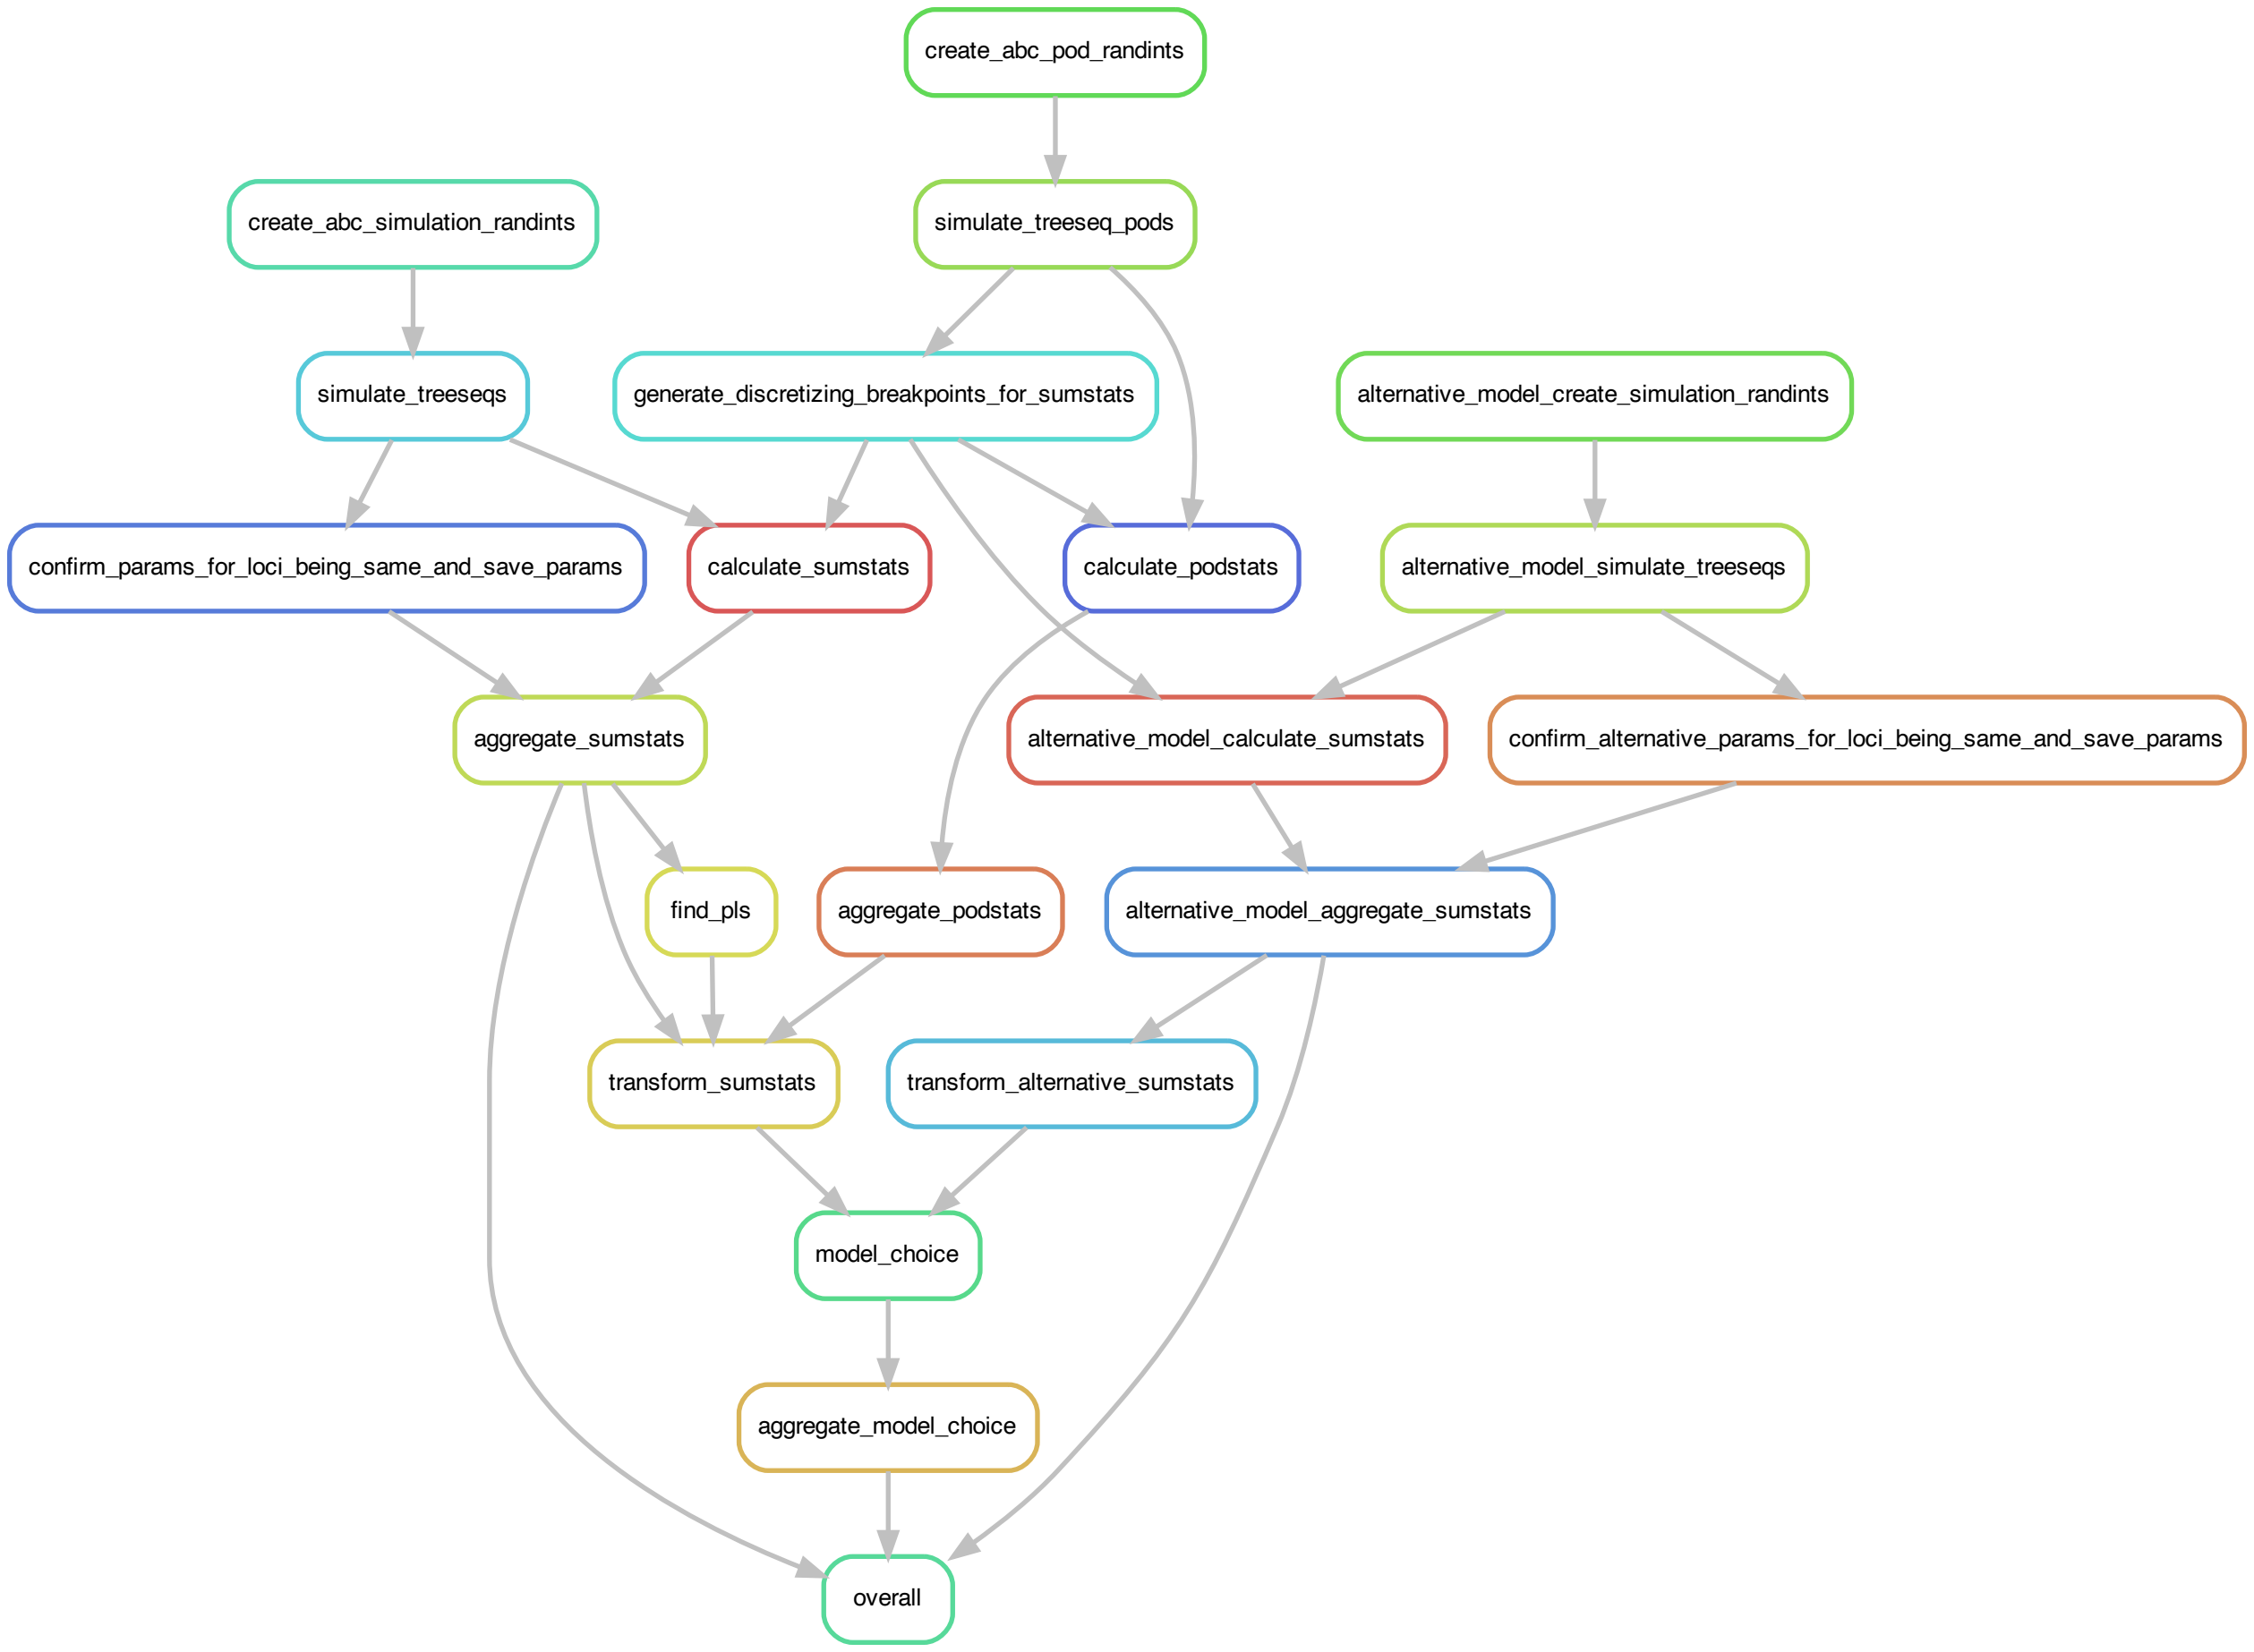 create_abc_pod_randints
create_abc_simulation_randints
simulate_treeseq_pods
simulate_treeseqs
generate_discretizing_breakpoints_for_sumstats
alternative_model_create_simulation_randints
confirm_params_for_loci_being_same_and_save_params
calculate_sumstats
calculate_podstats
alternative_model_simulate_treeseqs
aggregate_sumstats
alternative_model_calculate_sumstats
confirm_alternative_params_for_loci_being_same_and_save_params
find_pls
aggregate_podstats
alternative_model_aggregate_sumstats
transform_sumstats
transform_alternative_sumstats
model_choice
aggregate_model_choice
overall